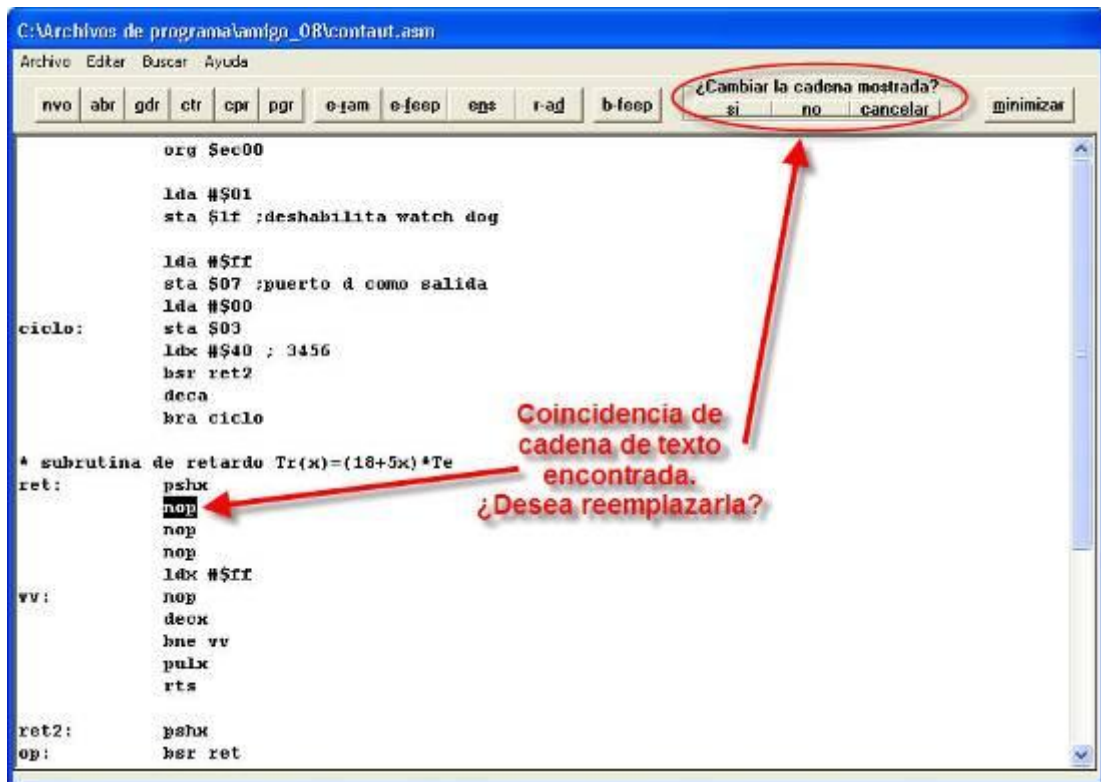 C:\Archivos de programa\amigo_08\contaut.asm
Archivo Editar Buscar Ayuda
nvo abr gdr ctr cpr pgr e-ram e-feep ens r-ad b-feep ¿Cambiar la cadena mostrada? si no cancelar minimizar
org $ec00
lda #$01
sta $1f ;deshabilita watch dog
lda #$ff
sta $07 ;puerto d como salida
lda #$00
ciclo: sta $03
ldx #$40 ; 3456
bsr ret2
deca
bra ciclo
* subrutina de retardo Tr(x)=(18+5x)*Te
ret: pshx
nop
nop
nop
ldx #$ff
vv: nop
decx
bne vv
pulx
rts
ret2: pshx
op: bsr ret
Coincidencia de
cadena de texto
encontrada.
¿Desea reemplazarla?